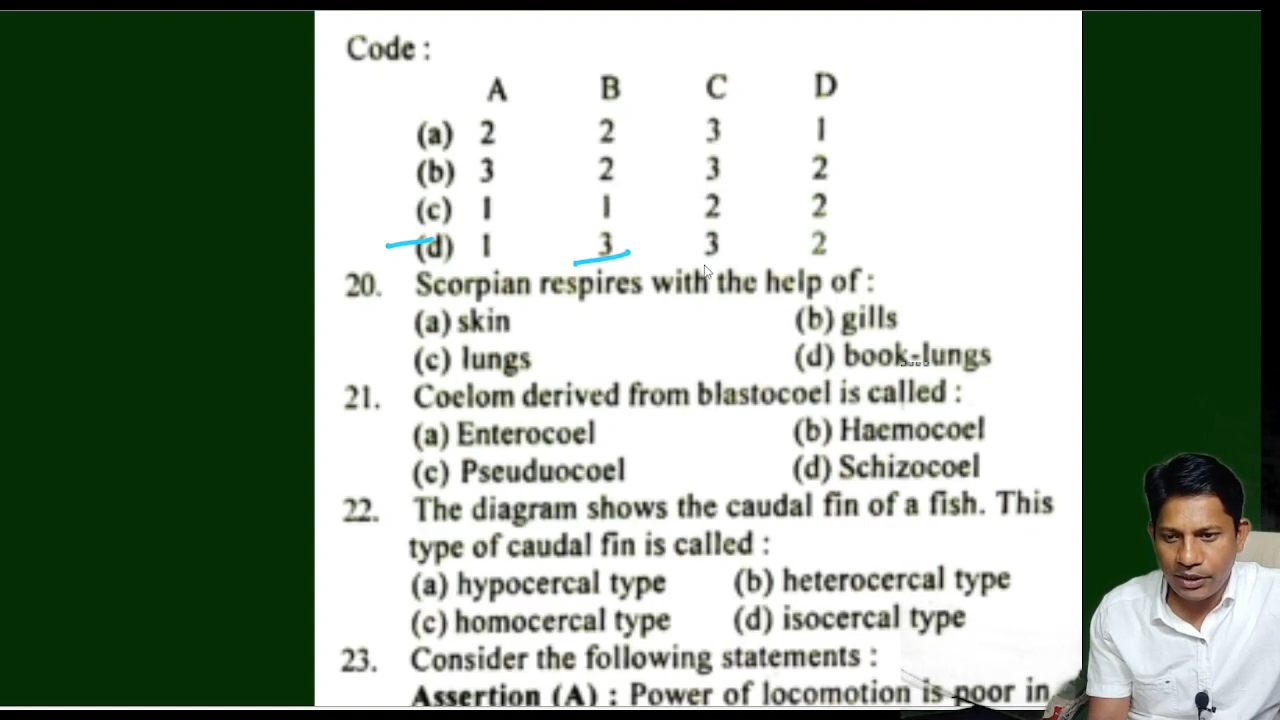 Code :
A B C D
(a) 2 2 3 1
(b) 3 2 3 2
(c) 1 1 2 2
(d) 1 3 3 2
20. Scorpian respires with the help of :
(a) skin (b) gills
(c) lungs (d) book-lungs
21. Coelom derived from blastocoel is called :
(a) Enterocoel (b) Haemocoel
(c) Pseuduocoel (d) Schizocoel
22. The diagram shows the caudal fin of a fish. This
type of caudal fin is called :
(a) hypocercal type (b) heterocercal type
(c) homocercal type (d) isocercal type
23. Consider the following statements :
Assertion (A) : Power of locomotion is poor in